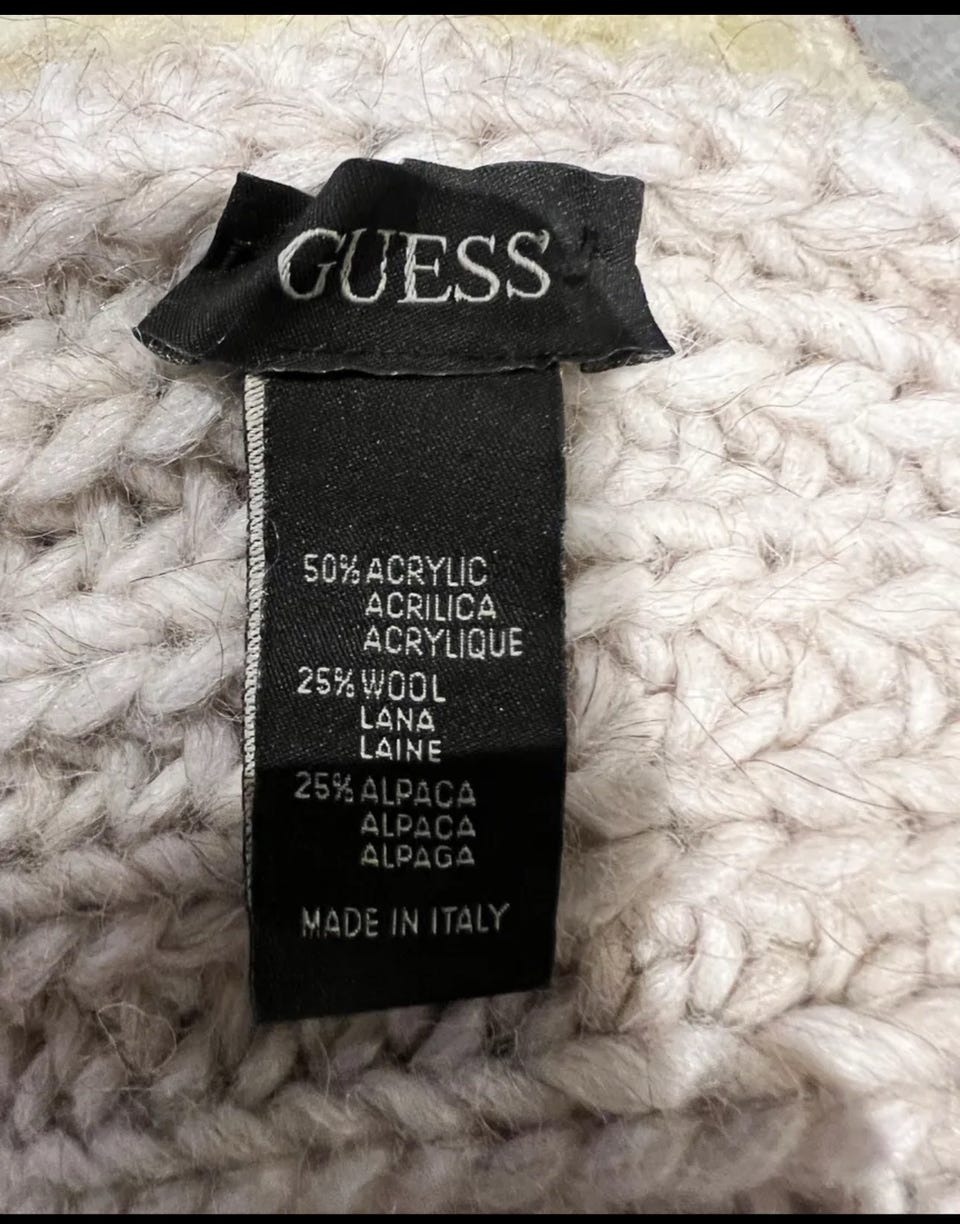 GUESS
50% ACRYLIC
ACRILICA
ACRYLIQUE
25% WOOL
LANA
LAINE
25% ALPACA
ALPACA
ALPAGA
MADE IN ITALY